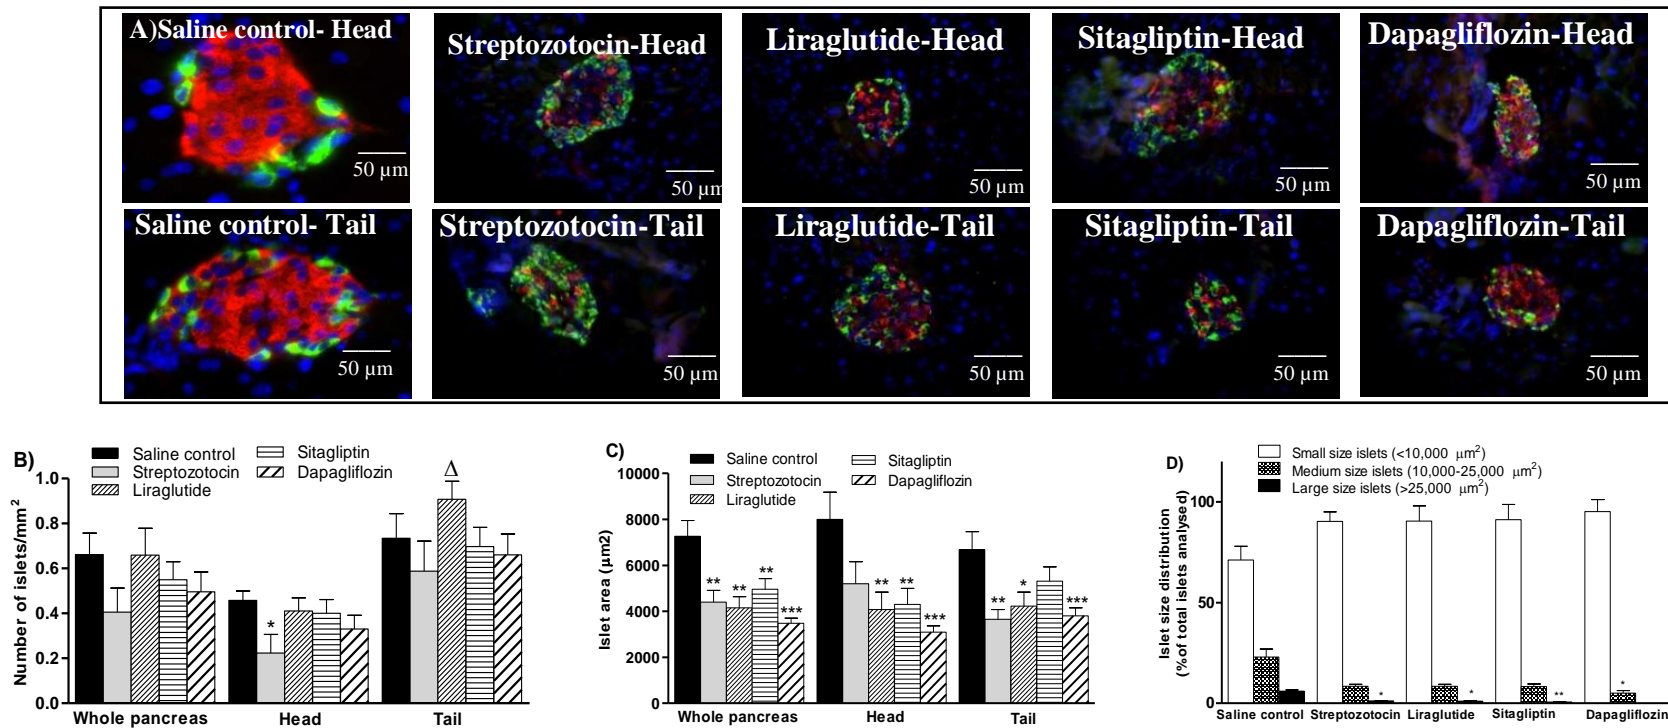 A)Saline control- Head
Streptozotocin-Head
Liraglutide-Head
Sitagliptin-Head
Dapagliflozin-Head
50 µm
50 µm
50 µm
50 µm
50 µm
Saline control- Tail
Streptozotocin-Tail
Liraglutide-Tail
Sitagliptin-Tail
Dapagliflozin-Tail
50 µm
50 µm
50 µm
50 µm
50 µm
B)
Saline control
Streptozotocin
Liraglutide
Sitagliptin
Dapagliflozin
Number of islets/mm²
1.0
0.8
0.6
0.4
0.2
0.0
*
Δ
Whole pancreas
Head
Tail
C)
Saline control
Streptozotocin
Liraglutide
Sitagliptin
Dapagliflozin
Islet area (µm2)
10000
8000
6000
4000
2000
0
** ** ** ***
** ** ***
** * ***
Whole pancreas
Head
Tail
D)
Small size islets (<10,000 µm²)
Medium size islets (10,000-25,000 µm²)
Large size islets (>25,000 µm²)
Islet size distribution
(% of total islets analysed)
100
50
0
* * ** *
Saline control
Streptozotocin
Liraglutide
Sitagliptin
Dapagliflozin